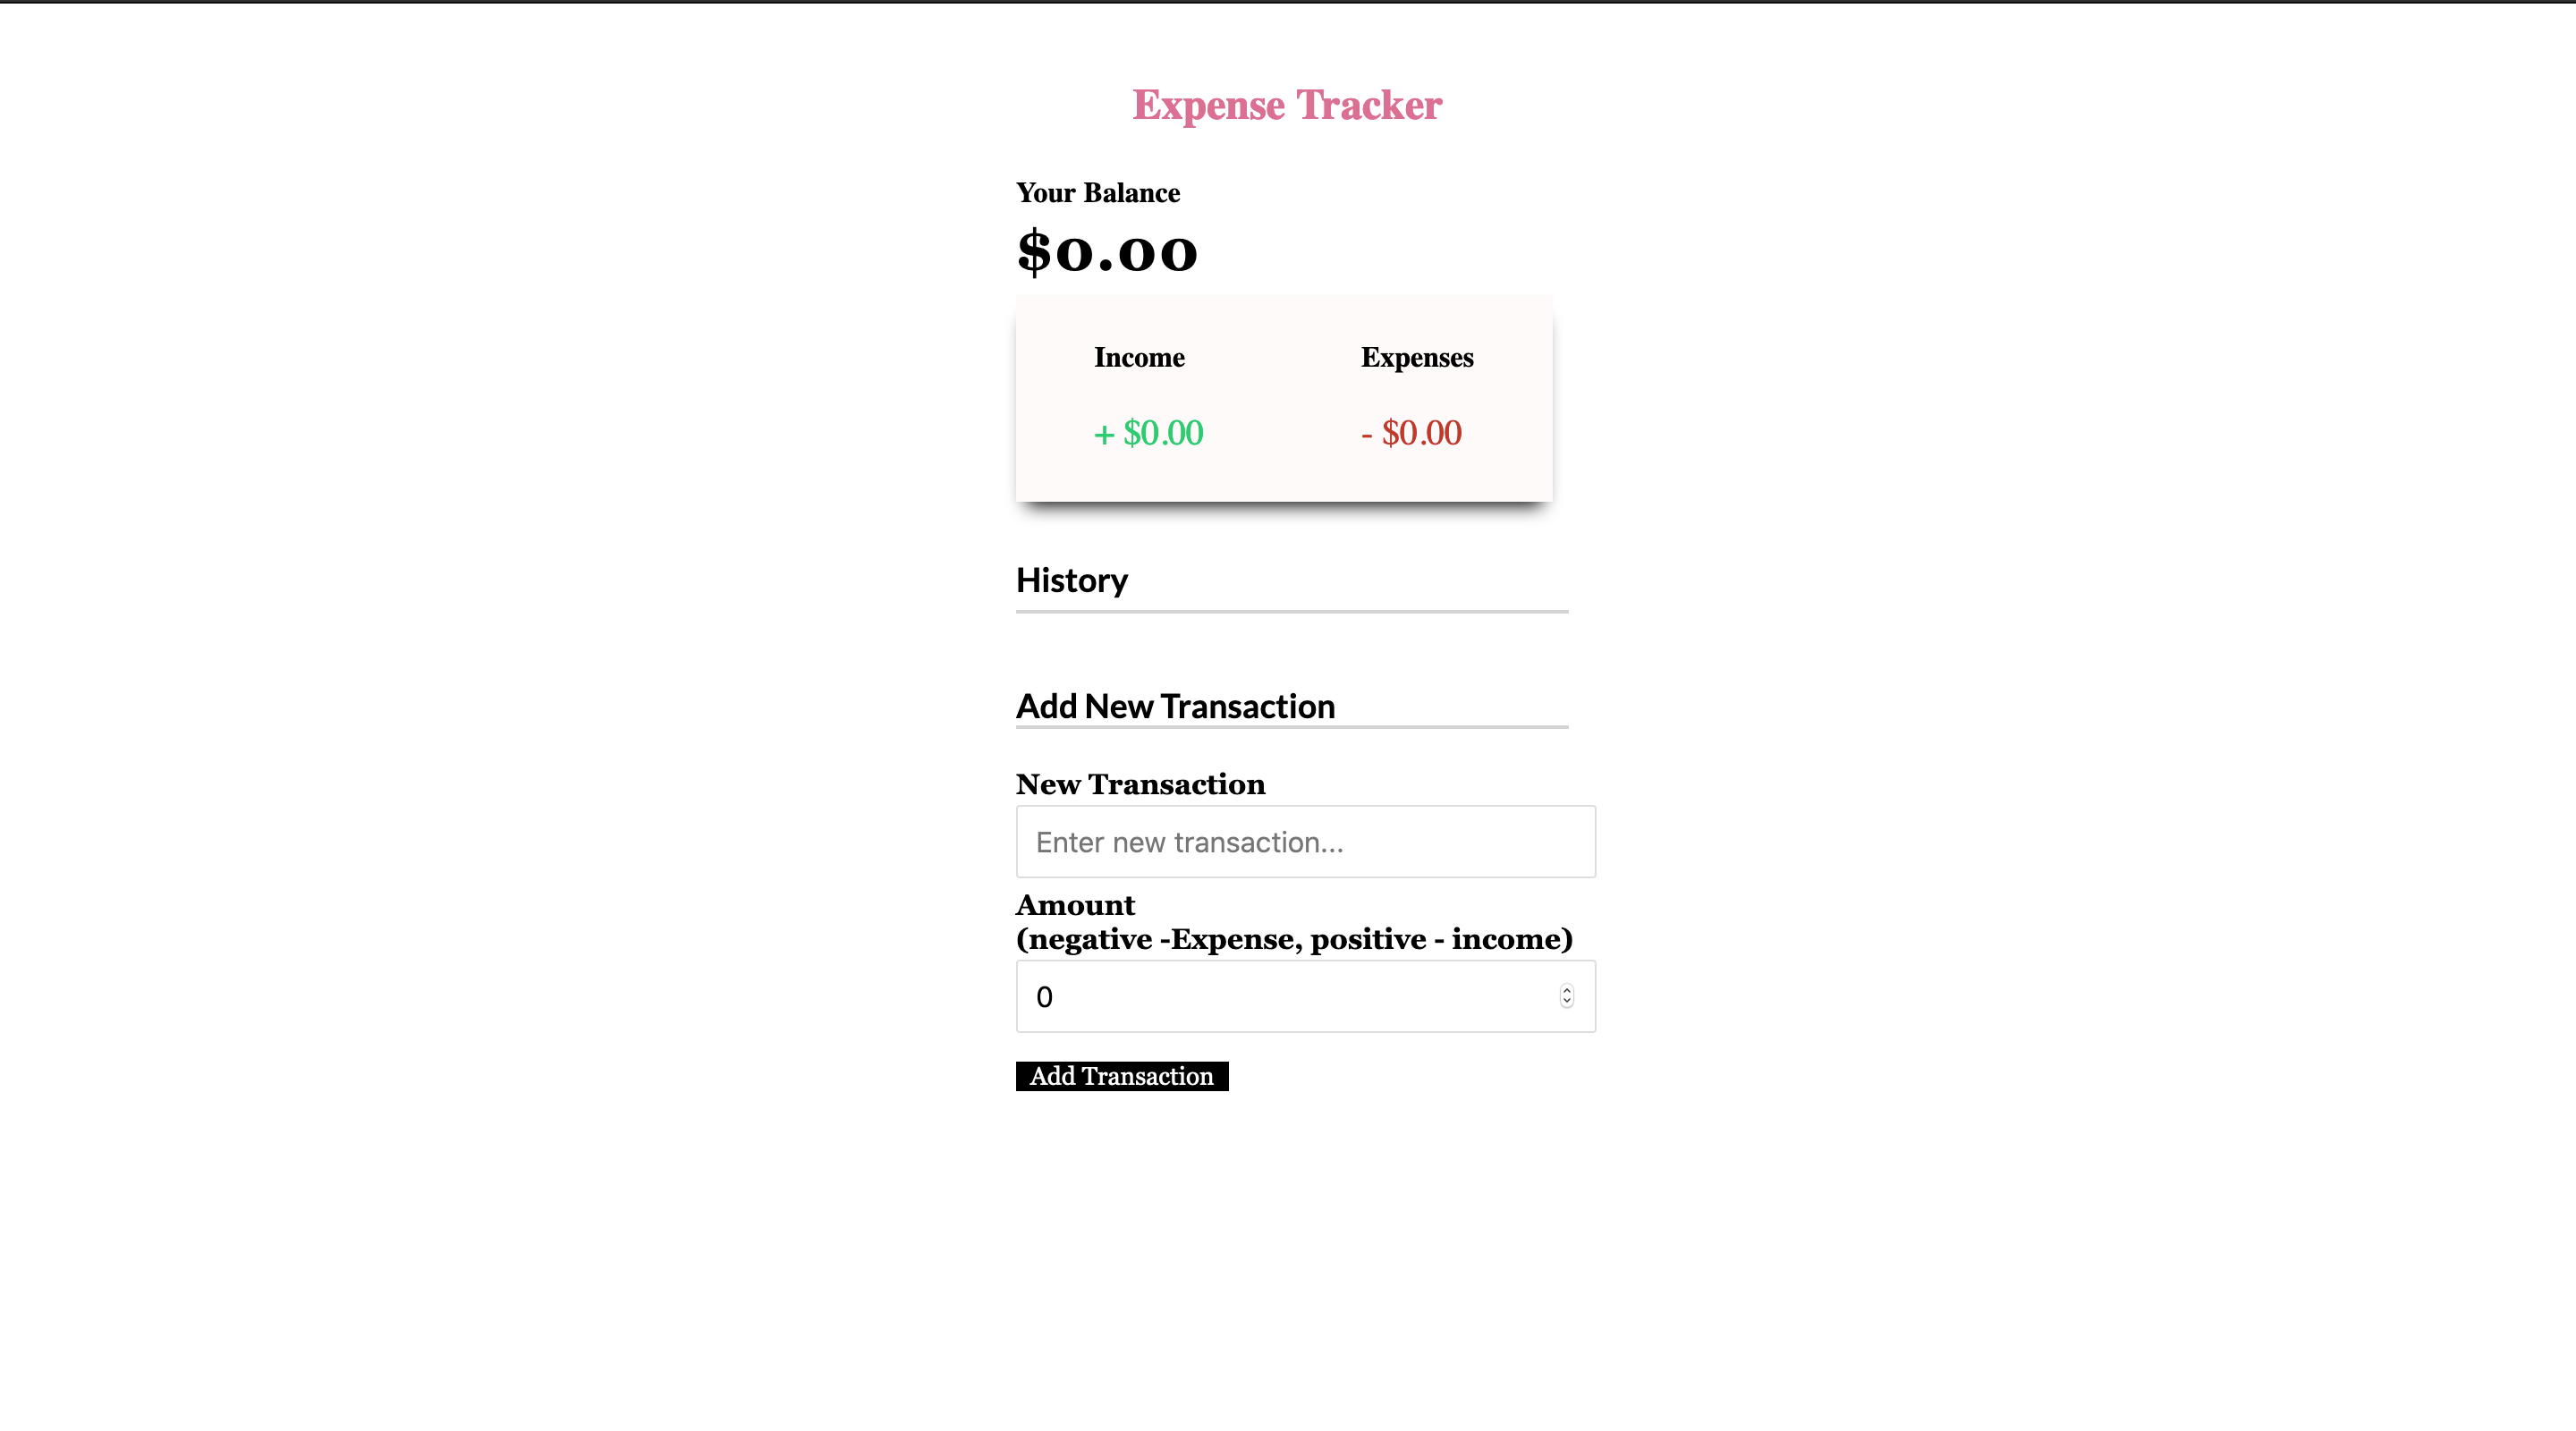 Expense Tracker
Your Balance
$0.00
Income Expenses
+ $0.00 - $0.00
History
Add New Transaction
New Transaction
Enter new transaction...
Amount
(negative -Expense, positive - income)
0
Add Transaction